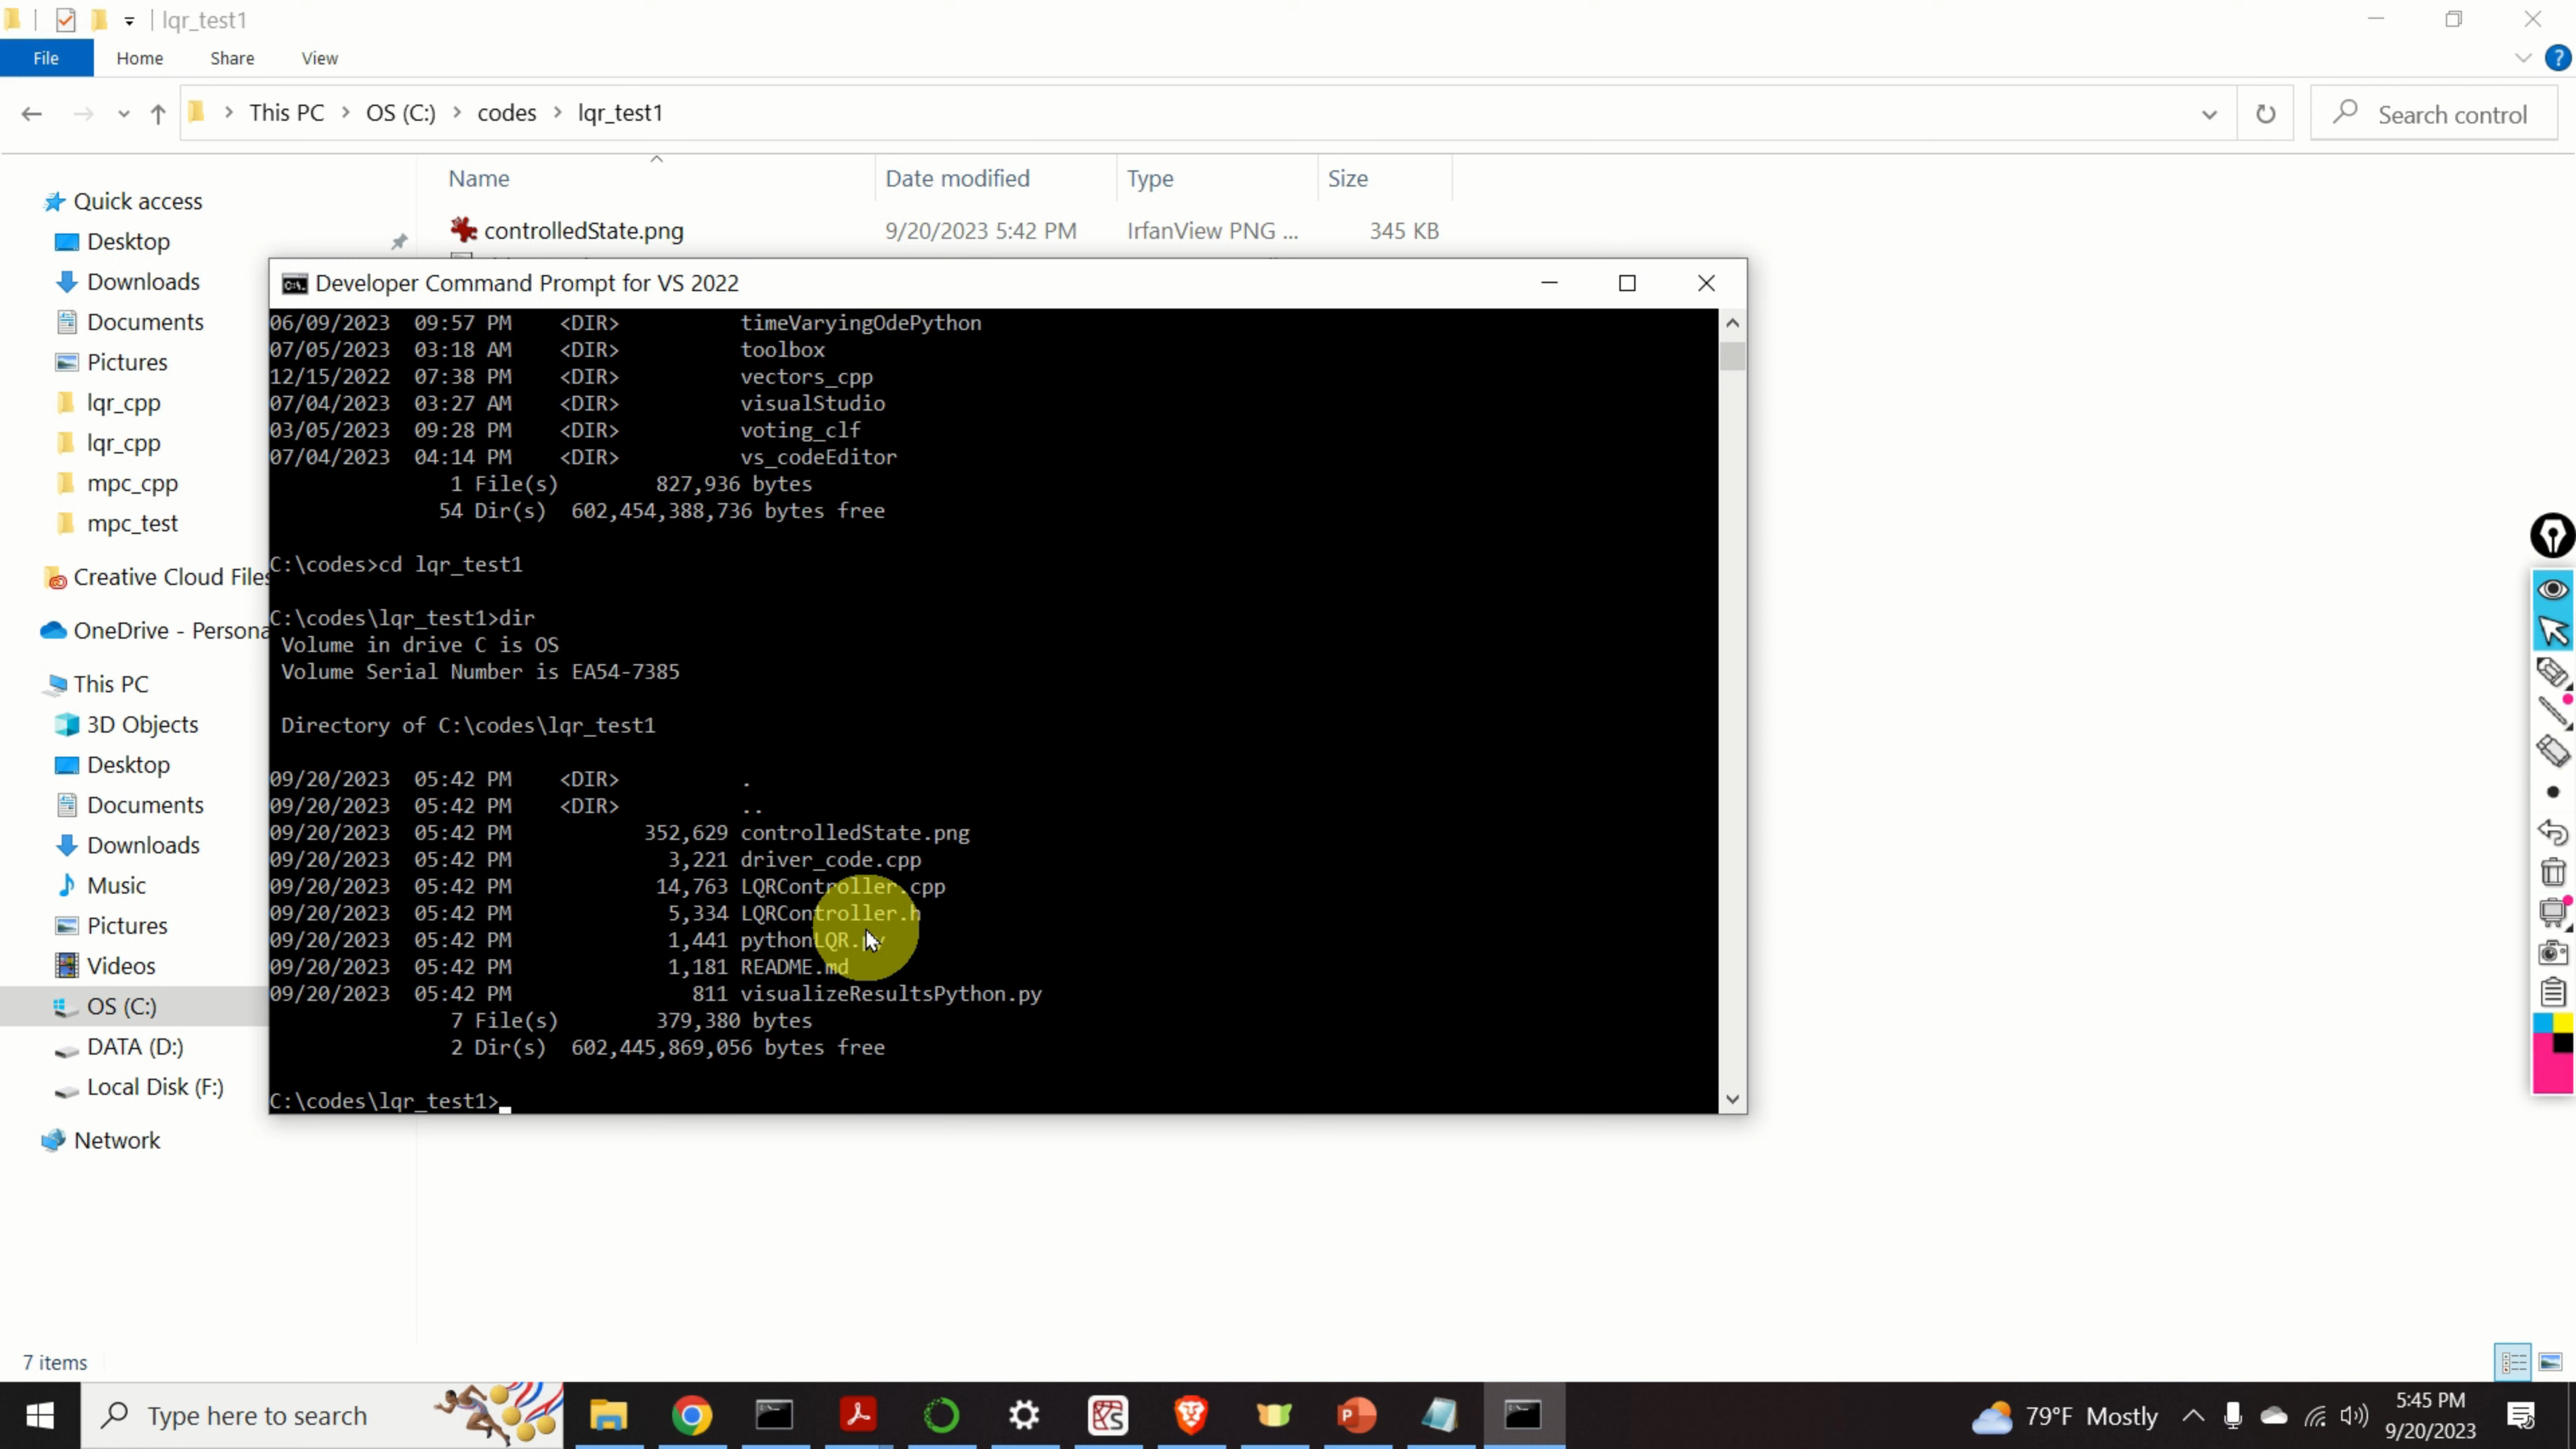 lqr_test1
File Home Share View
This PC > OS (C:) > codes > lqr_test1
Search control
Name Date modified Type Size
controlledState.png 9/20/2023 5:42 PM IrfanView PNG ... 345 KB
Quick access
Desktop
Downloads
Documents
Pictures
lqr_cpp
lqr_cpp
mpc_cpp
mpc_test
Creative Cloud Files
OneDrive - Persona
This PC
3D Objects
Desktop
Documents
Downloads
Music
Pictures
Videos
OS (C:)
DATA (D:)
Local Disk (F:)
Network
Developer Command Prompt for VS 2022
06/09/2023 09:57 PM <DIR> timeVaryingOdePython
07/05/2023 03:18 AM <DIR> toolbox
12/15/2022 07:38 PM <DIR> vectors_cpp
07/04/2023 03:27 AM <DIR> visualStudio
03/05/2023 09:28 PM <DIR> voting_clf
07/04/2023 04:14 PM <DIR> vs_codeEditor
1 File(s) 827,936 bytes
54 Dir(s) 602,454,388,736 bytes free
C:\codes>cd lqr_test1
C:\codes\lqr_test1>dir
Volume in drive C is OS
Volume Serial Number is EA54-7385
Directory of C:\codes\lqr_test1
09/20/2023 05:42 PM <DIR> .
09/20/2023 05:42 PM <DIR> ..
09/20/2023 05:42 PM 352,629 controlledState.png
09/20/2023 05:42 PM 3,221 driver_code.cpp
09/20/2023 05:42 PM 14,763 LQRController.cpp
09/20/2023 05:42 PM 5,334 LQRController.h
09/20/2023 05:42 PM 1,441 pythonLQR.py
09/20/2023 05:42 PM 1,181 README.md
09/20/2023 05:42 PM 811 visualizeResultsPython.py
7 File(s) 379,380 bytes
2 Dir(s) 602,445,869,056 bytes free
C:\codes\lqr_test1>
7 items
Type here to search
79°F Mostly
5:45 PM
9/20/2023